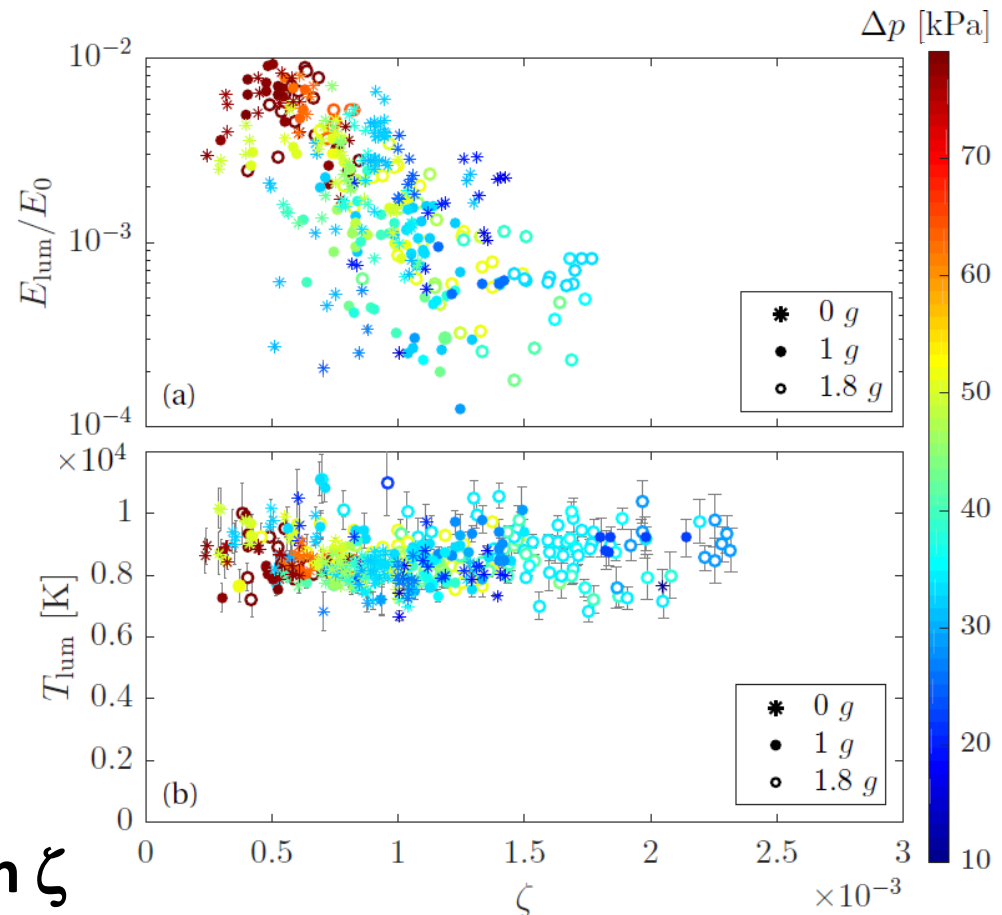 Δp [kPa]
10⁻²
10⁻³
10⁻⁴
E_lum/E_0
(a)
0 g
1 g
1.8 g
70
60
50
40
30
20
10
×10⁴
1
0.8
0.6
0.4
0.2
0
T_lum [K]
(b)
0 g
1 g
1.8 g
0 0.5 1 1.5 2 2.5 3
ζ ×10⁻³
n ζ